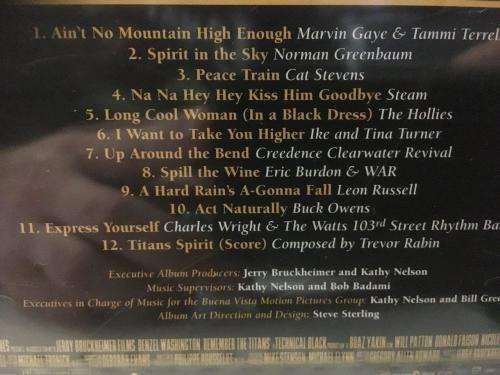 1. Ain't No Mountain High Enough Marvin Gaye & Tammi Terrel
2. Spirit in the Sky Norman Greenbaum
3. Peace Train Cat Stevens
4. Na Na Hey Hey Kiss Him Goodbye Steam
5. Long Cool Woman (In a Black Dress) The Hollies
6. I Want to Take You Higher Ike and Tina Turner
7. Up Around the Bend Creedence Clearwater Revival
8. Spill the Wine Eric Burdon & WAR
9. A Hard Rain's A-Gonna Fall Leon Russell
10. Act Naturally Buck Owens
11. Express Yourself Charles Wright & The Watts 103rd Street Rhythm Ba
12. Titans Spirit (Score) Composed by Trevor Rabin
Executive Album Producers: Jerry Bruckheimer and Kathy Nelson
Music Supervisors: Kathy Nelson and Bob Badami
Executives in Charge of Music for the Buena Vista Motion Pictures Group: Kathy Nelson and Bill Gree
Album Art Direction and Design: Steve Sterling
JERRY BRUCKHEIMER FILMS DENZEL WASHINGTON REMEMBER THE TITANS TECHNICAL BLACK BOAZ YAKIN WILL PATTON DONALD FAISON